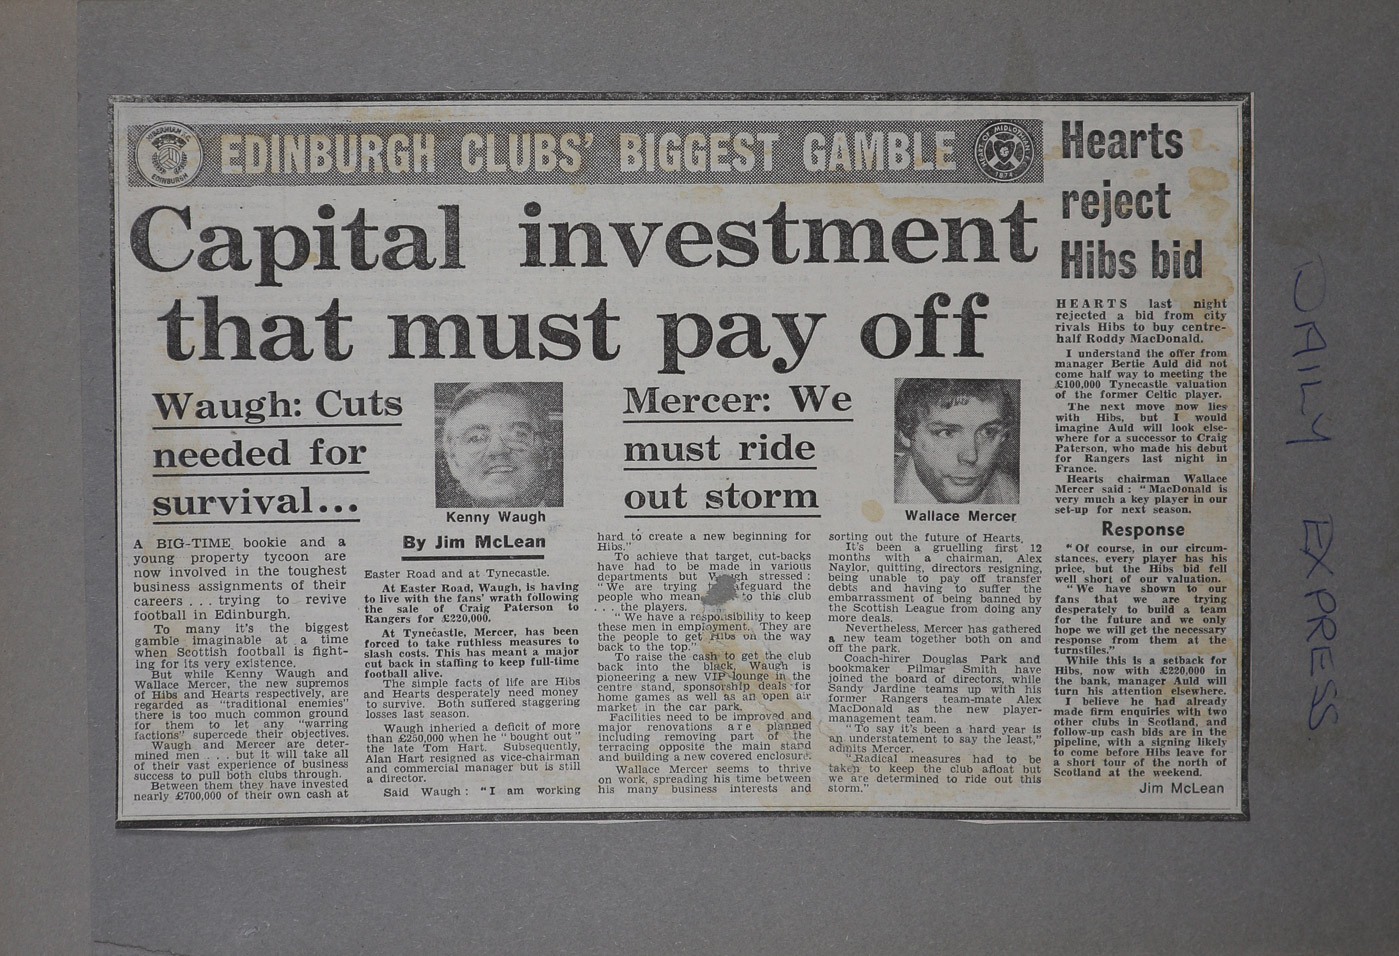 EDINBURGH CLUBS' BIGGEST GAMBLE
HIBERNIAN F.C.
EDINBURGH
HEART OF MIDLOTHIAN F.C.
1874
Capital investment
that must pay off
Waugh: Cuts
needed for
survival...
Kenny Waugh
By Jim McLean
Mercer: We
must ride
out storm
Wallace Mercer
A BIG-TIME bookie and a
young property tycoon are
now involved in the toughest
business assignments of their
careers . . . trying to revive
football in Edinburgh.
To many it's the biggest
gamble imaginable at a time
when Scottish football is fight-
ing for its very existence.
But while Kenny Waugh and
Wallace Mercer, the new supremos
of Hibs and Hearts respectively, are
regarded as "traditional enemies"
there is too much common ground
for them to let any "warring
factions" supercede their objectives.
Waugh and Mercer are deter-
mined men . . . but it will take all
of their vast experience of business
success to pull both clubs through.
Between them they have invested
nearly £700,000 of their own cash at
Easter Road and at Tynecastle.
At Easter Road, Waugh, is having
to live with the fans' wrath following
the sale of Craig Paterson to
Rangers for £220,000.
At Tynecastle, Mercer, has been
forced to take ruthless measures to
slash costs. This has meant a major
cut back in staffing to keep full-time
football alive.
The simple facts of life are Hibs
and Hearts desperately need money
to survive. Both suffered staggering
losses last season.
Waugh inherited a deficit of more
than £250,000 when he "bought out"
the late Tom Hart. Subsequently,
Alan Hart resigned as vice-chairman
and commercial manager but is still
a director.
Said Waugh: "I am working
hard to create a new beginning for
Hibs."
To achieve that target, cut-backs
have had to be made in various
departments but Waugh stressed:
"We are trying to safeguard the
people who mean to this club
. . . the players.
"We have a responsibility to keep
these men in employment. They are
the people to get Hibs on the way
back to the top."
To raise the cash to get the club
back into the black, Waugh is
pioneering a new VIP lounge in the
centre stand, sponsorship deals for
home games as well as an open air
market in the car park.
Facilities need to be improved and
major renovations are planned
including removing part of the
terracing opposite the main stand
and building a new covered enclosure.
Wallace Mercer seems to thrive
on work, spreading his time between
his many business interests and
sorting out the future of Hearts.
It's been a gruelling first 12
months with a chairman, Alex
Naylor, quitting, directors resigning,
being unable to pay off transfer
debts and having to suffer the
embarrassment of being banned by
the Scottish League from doing any
more deals.
Nevertheless, Mercer has gathered
a new team together both on and
off the park.
Coach-hirer Douglas Park and
bookmaker Pilmar Smith have
joined the board of directors, while
Sandy Jardine teams up with his
former Rangers team-mate Alex
MacDonald as the new player-
management team.
"To say it's been a hard year is
an understatement to say the least,"
admits Mercer.
"Radical measures had to be
taken to keep the club afloat but
we are determined to ride out this
storm."
Hearts
reject
Hibs bid
HEARTS last night
rejected a bid from city
rivals Hibs to buy centre-
half Roddy MacDonald.
I understand the offer from
manager Bertie Auld did not
come half way to meeting the
£100,000 Tynecastle valuation
of the former Celtic player.
The next move now lies
with Hibs, but I would
imagine Auld will look else-
where for a successor to Craig
Paterson, who made his debut
for Rangers last night in
France.
Hearts chairman Wallace
Mercer said: "MacDonald is
very much a key player in our
set-up for next season.
Response
"Of course, in our circum-
stances, every player has his
price, but the Hibs bid fell
well short of our valuation.
"We have shown to our
fans that we are trying
desperately to build a team
for the future and we only
hope we will get the necessary
response from them at the
turnstiles."
While this is a setback for
Hibs, now with £220,000 in
the bank, manager Auld will
turn his attention elsewhere.
I believe he had already
made firm enquiries with two
other clubs in Scotland, and
follow-up cash bids are in the
pipeline, with a signing likely
to come before Hibs leave for
a short tour of the north of
Scotland at the weekend.
Jim McLean
DAILY EXPRESS